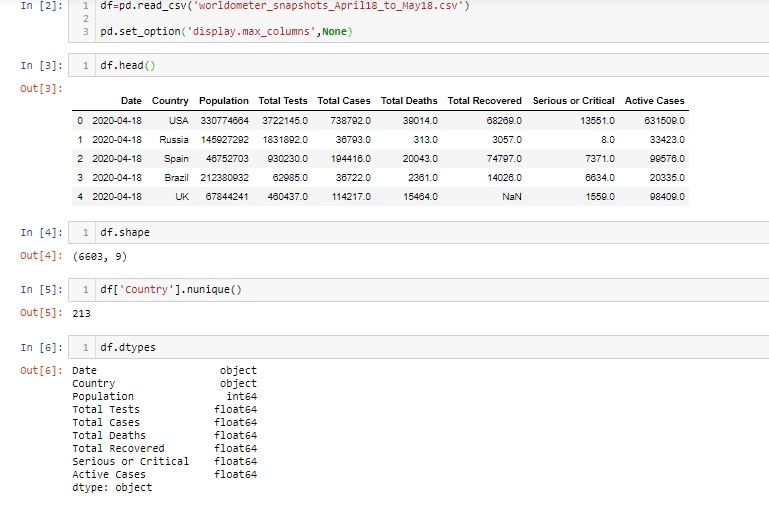 In [2]: 1 df=pd.read_csv('worldometer_snapshots_April18_to_May18.csv')
2
3 pd.set_option('display.max_columns',None)
In [3]: 1 df.head()
Out[3]:
Date Country Population Total Tests Total Cases Total Deaths Total Recovered Serious or Critical Active Cases
0 2020-04-18 USA 330774664 3722145.0 738792.0 39014.0 68269.0 13551.0 631509.0
1 2020-04-18 Russia 145927292 1831892.0 36793.0 313.0 3057.0 8.0 33423.0
2 2020-04-18 Spain 46752703 930230.0 194416.0 20043.0 74797.0 7371.0 99576.0
3 2020-04-18 Brazil 212380932 62985.0 36722.0 2361.0 14026.0 6634.0 20335.0
4 2020-04-18 UK 67844241 460437.0 114217.0 15464.0 NaN 1559.0 98409.0
In [4]: 1 df.shape
Out[4]: (6603, 9)
In [5]: 1 df['Country'].nunique()
Out[5]: 213
In [6]: 1 df.dtypes
Out[6]: Date object
Country object
Population int64
Total Tests float64
Total Cases float64
Total Deaths float64
Total Recovered float64
Serious or Critical float64
Active Cases float64
dtype: object